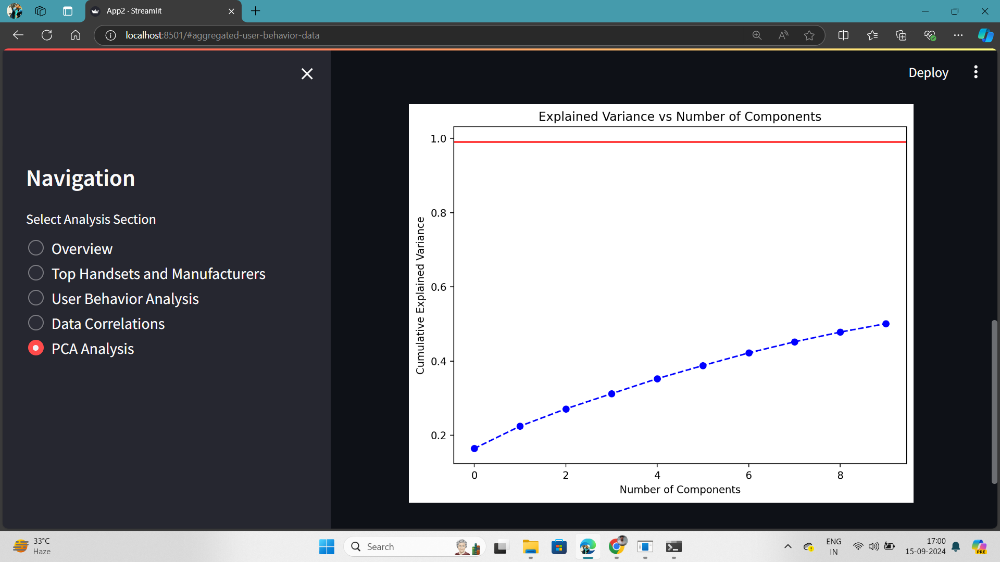 App2 · Streamlit
localhost:8501/#aggregated-user-behavior-data
Deploy
Navigation
Select Analysis Section
Overview
Top Handsets and Manufacturers
User Behavior Analysis
Data Correlations
PCA Analysis
Explained Variance vs Number of Components
Cumulative Explained Variance
1.0
0.8
0.6
0.4
0.2
0 2 4 6 8
Number of Components
33°C
Haze
Search
ENG
IN
17:00
15-09-2024
PRE